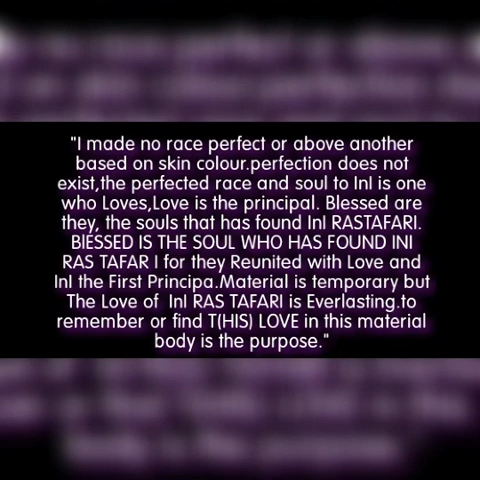 "I made no race perfect or above another
based on skin colour.perfection does not
exist,the perfected race and soul to InI is one
who Loves,Love is the principal. Blessed are
they, the souls that has found InI RASTAFARI.
BlESSED IS THE SOUL WHO HAS FOUND INI
RAS TAFAR I for they Reunited with Love and
InI the First Principa.Material is temporary but
The Love of InI RAS TAFARI is Everlasting.to
remember or find T(HIS) LOVE in this material
body is the purpose."